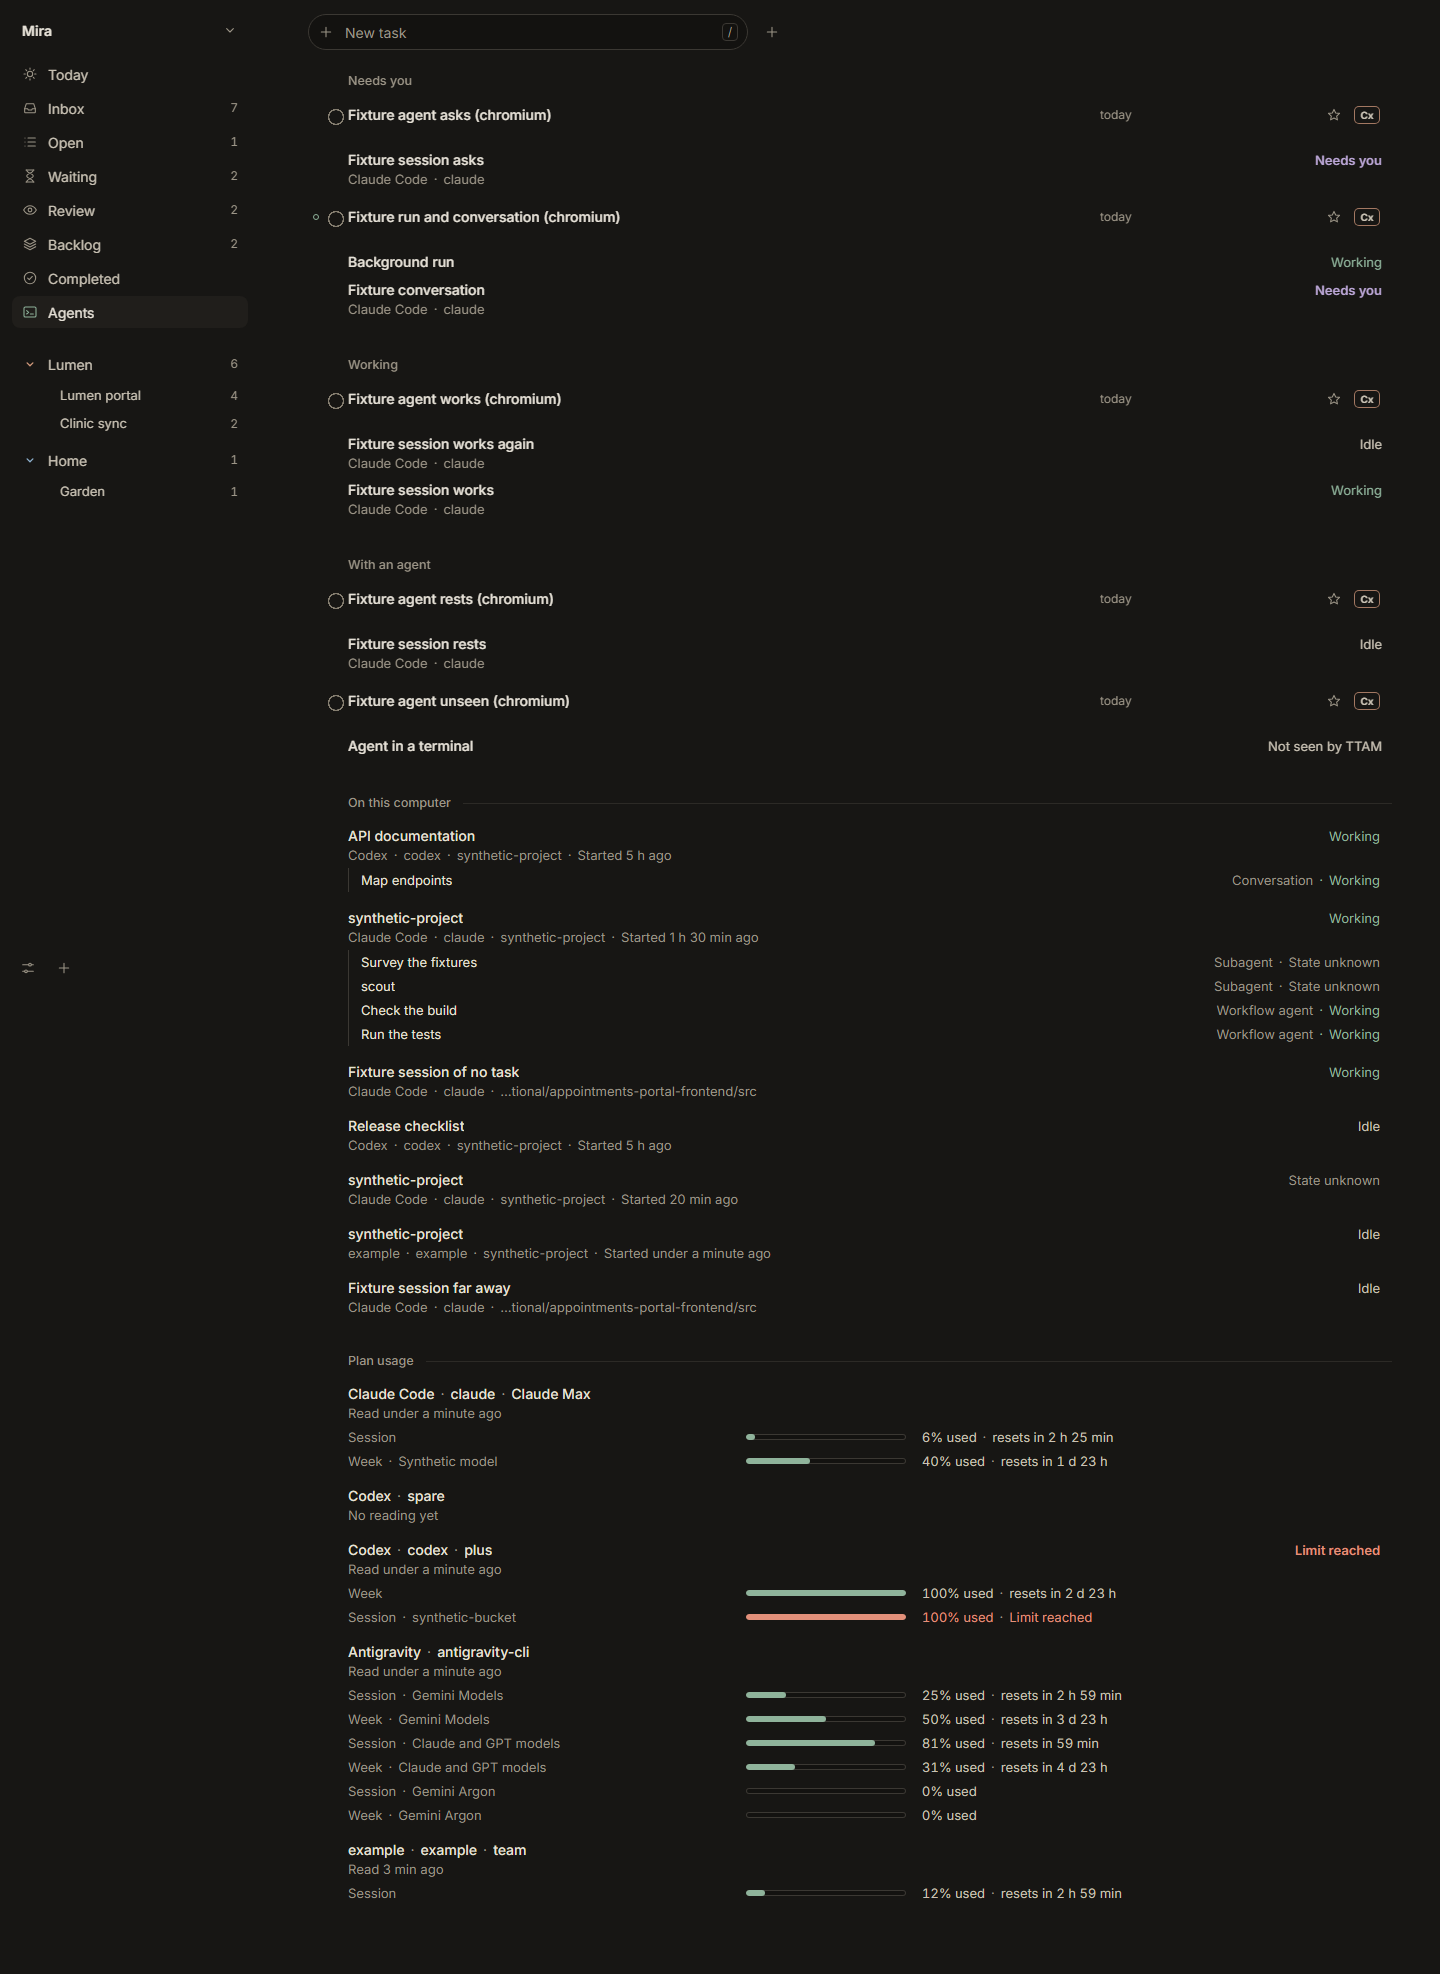 Mira
Today
Inbox 7
Open 1
Waiting 2
Review 2
Backlog 2
Completed
Agents
Lumen 6
Lumen portal 4
Clinic sync 2
Home 1
Garden 1
New task /
Needs you
Fixture agent asks (chromium) today Cx
Fixture session asks Needs you
Claude Code · claude
Fixture run and conversation (chromium) today Cx
Background run Working
Fixture conversation Needs you
Claude Code · claude
Working
Fixture agent works (chromium) today Cx
Fixture session works again Idle
Claude Code · claude
Fixture session works Working
Claude Code · claude
With an agent
Fixture agent rests (chromium) today Cx
Fixture session rests Idle
Claude Code · claude
Fixture agent unseen (chromium) today Cx
Agent in a terminal Not seen by TTAM
On this computer
API documentation Working
Codex · codex · synthetic-project · Started 5 h ago
Map endpoints Conversation · Working
synthetic-project Working
Claude Code · claude · synthetic-project · Started 1 h 30 min ago
Survey the fixtures Subagent · State unknown
scout Subagent · State unknown
Check the build Workflow agent · Working
Run the tests Workflow agent · Working
Fixture session of no task Working
Claude Code · claude · ...tional/appointments-portal-frontend/src
Release checklist Idle
Codex · codex · synthetic-project · Started 5 h ago
synthetic-project State unknown
Claude Code · claude · synthetic-project · Started 20 min ago
synthetic-project Idle
example · example · synthetic-project · Started under a minute ago
Fixture session far away Idle
Claude Code · claude · ...tional/appointments-portal-frontend/src
Plan usage
Claude Code · claude · Claude Max
Read under a minute ago
Session 6% used · resets in 2 h 25 min
Week · Synthetic model 40% used · resets in 1 d 23 h
Codex · spare
No reading yet
Codex · codex · plus Limit reached
Read under a minute ago
Week 100% used · resets in 2 d 23 h
Session · synthetic-bucket 100% used · Limit reached
Antigravity · antigravity-cli
Read under a minute ago
Session · Gemini Models 25% used · resets in 2 h 59 min
Week · Gemini Models 50% used · resets in 3 d 23 h
Session · Claude and GPT models 81% used · resets in 59 min
Week · Claude and GPT models 31% used · resets in 4 d 23 h
Session · Gemini Argon 0% used
Week · Gemini Argon 0% used
example · example · team
Read 3 min ago
Session 12% used · resets in 2 h 59 min